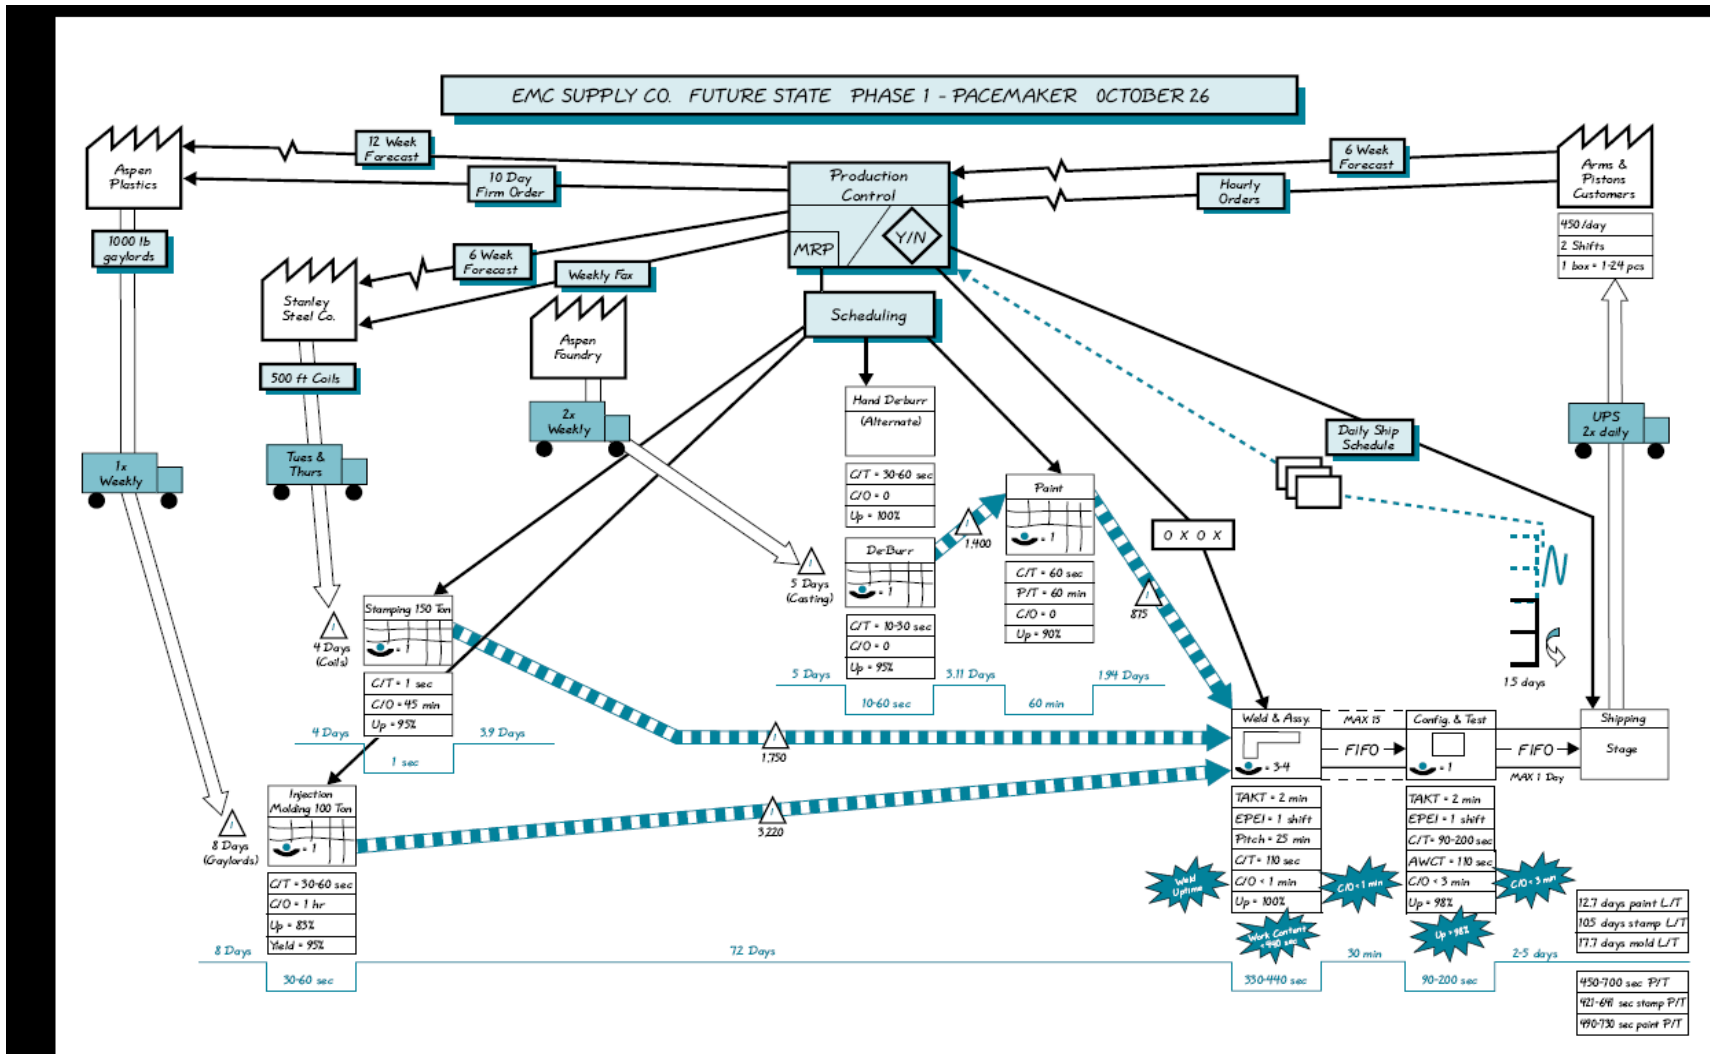 EMC SUPPLY CO.  FUTURE STATE  PHASE 1 - PACEMAKER  OCTOBER 26
Aspen
Plastics
12 Week
Forecast
10 Day
Firm Order
Production
Control
MRP
Y/N
6 Week
Forecast
Hourly
Orders
Arms &
Pistons
Customers
450/day
2 Shifts
1 box = 1-24 pcs
1000 lb
gaylords
Stanley
Steel Co.
6 Week
Forecast
Weekly Fax
Scheduling
Aspen
Foundry
500 ft Coils
2x
Weekly
Tues &
Thurs
1x
Weekly
UPS
2x daily
Daily Ship
Schedule
Hand De-burr
(Alternate)
C/T = 30-60 sec
C/O = 0
Up = 100%
I
5 Days
(Casting)
De-Burr
= 1
C/T = 10-30 sec
C/O = 0
Up = 95%
I
1,400
Paint
= 1
C/T = 60 sec
P/T = 60 min
C/O = 0
Up = 90%
I
875
O X O X
5 Days
10-60 sec
3.11 Days
60 min
1.94 Days
1.5 days
I
4 Days
(Coils)
Stamping 150 Ton
= 1
C/T = 1 sec
C/O = 45 min
Up = 95%
4 Days
1 sec
3.9 Days
I
1,750
I
8 Days
(Gaylords)
Injection
Molding 100 Ton
= 1
C/T = 30-60 sec
C/O = 1 hr
Up = 85%
Yield = 95%
I
3,220
8 Days
30-60 sec
7.2 Days
Weld & Assy.
= 3-4
TAKT = 2 min
EPEI = 1 shift
Pitch = 25 min
C/T = 110 sec
C/O < 1 min
Up = 100%
Weld
Uptime
C/O < 1 min
Work Content
= 440 sec
330-440 sec
MAX 15
FIFO
30 min
Config. & Test
= 1
TAKT = 2 min
EPEI = 1 shift
C/T = 90-200 sec
AWCT = 110 sec
C/O < 3 min
Up = 98%
C/O < 3 min
Up = 98%
90-200 sec
FIFO
MAX 1 Day
2-5 days
Shipping
Stage
12.7 days paint L/T
10.5 days stamp L/T
17.7 days mold L/T
450-700 sec P/T
421-641 sec stamp P/T
490-730 sec paint P/T